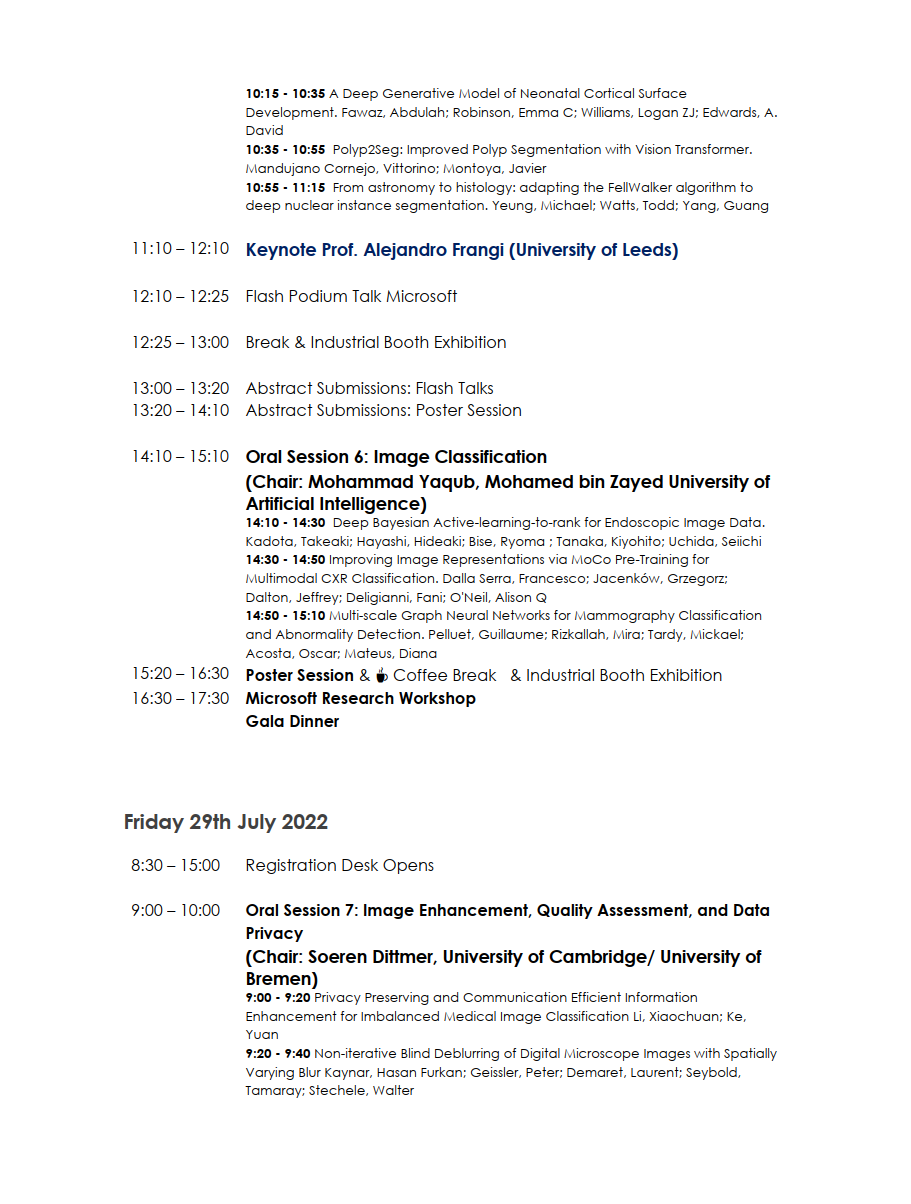 10:15 - 10:35 A Deep Generative Model of Neonatal Cortical Surface
Development. Fawaz, Abdulah; Robinson, Emma C; Williams, Logan ZJ; Edwards, A.
David
10:35 - 10:55 Polyp2Seg: Improved Polyp Segmentation with Vision Transformer.
Mandujano Cornejo, Vittorino; Montoya, Javier
10:55 - 11:15 From astronomy to histology: adapting the FellWalker algorithm to
deep nuclear instance segmentation. Yeung, Michael; Watts, Todd; Yang, Guang
11:10 – 12:10 Keynote Prof. Alejandro Frangi (University of Leeds)
12:10 – 12:25 Flash Podium Talk Microsoft
12:25 – 13:00 Break & Industrial Booth Exhibition
13:00 – 13:20 Abstract Submissions: Flash Talks
13:20 – 14:10 Abstract Submissions: Poster Session
14:10 – 15:10 Oral Session 6: Image Classification
(Chair: Mohammad Yaqub, Mohamed bin Zayed University of
Artificial Intelligence)
14:10 - 14:30 Deep Bayesian Active-learning-to-rank for Endoscopic Image Data.
Kadota, Takeaki; Hayashi, Hideaki; Bise, Ryoma ; Tanaka, Kiyohito; Uchida, Seiichi
14:30 - 14:50 Improving Image Representations via MoCo Pre-Training for
Multimodal CXR Classification. Dalla Serra, Francesco; Jacenków, Grzegorz;
Dalton, Jeffrey; Deligianni, Fani; O'Neil, Alison Q
14:50 - 15:10 Multi-scale Graph Neural Networks for Mammography Classification
and Abnormality Detection. Pelluet, Guillaume; Rizkallah, Mira; Tardy, Mickael;
Acosta, Oscar; Mateus, Diana
15:20 – 16:30 Poster Session & Coffee Break & Industrial Booth Exhibition
16:30 – 17:30 Microsoft Research Workshop
Gala Dinner
Friday 29th July 2022
8:30 – 15:00 Registration Desk Opens
9:00 – 10:00 Oral Session 7: Image Enhancement, Quality Assessment, and Data
Privacy
(Chair: Soeren Dittmer, University of Cambridge/ University of
Bremen)
9:00 - 9:20 Privacy Preserving and Communication Efficient Information
Enhancement for Imbalanced Medical Image Classification Li, Xiaochuan; Ke,
Yuan
9:20 - 9:40 Non-iterative Blind Deblurring of Digital Microscope Images with Spatially
Varying Blur Kaynar, Hasan Furkan; Geissler, Peter; Demaret, Laurent; Seybold,
Tamaray; Stechele, Walter